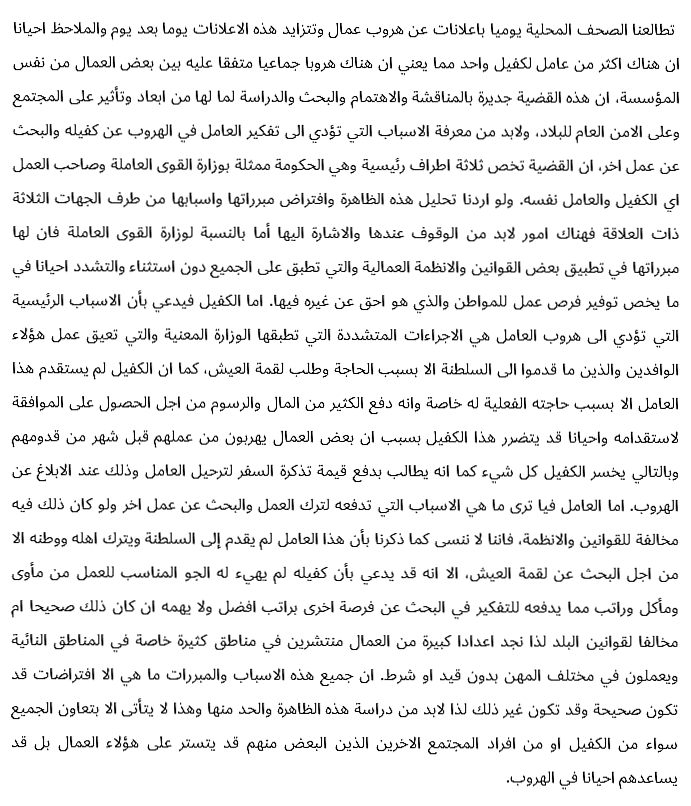 تطالعنا الصحف المحلية يوميا باعلانات عن هروب عمال وتتزايد هذه الاعلانات يوما بعد يوم والملاحظ احيانا
ان هناك اكثر من عامل لكفيل واحد مما يعني ان هناك هروبا جماعيا متفقا عليه بين بعض العمال من نفس
المؤسسة، ان هذه القضية جديرة بالمناقشة والاهتمام والبحث والدراسة لما لها من ابعاد وتأثير على المجتمع
وعلى الامن العام للبلاد، ولابد من معرفة الاسباب التي تؤدي الى تفكير العامل في الهروب عن كفيله والبحث
عن عمل اخر، ان القضية تخص ثلاثة اطراف رئيسية وهي الحكومة ممثلة بوزارة القوى العاملة وصاحب العمل
اي الكفيل والعامل نفسه. ولو اردنا تحليل هذه الظاهرة وافتراض مبرراتها واسبابها من طرف الجهات الثلاثة
ذات العلاقة فهناك امور لابد من الوقوف عندها والاشارة اليها أما بالنسبة لوزارة القوى العاملة فان لها
مبرراتها في تطبيق بعض القوانين والانظمة العمالية والتي تطبق على الجميع دون استثناء والتشدد احيانا في
ما يخص توفير فرص عمل للمواطن والذي هو احق عن غيره فيها. اما الكفيل فيدعي بأن الاسباب الرئيسية
التي تؤدي الى هروب العامل هي الاجراءات المتشددة التي تطبقها الوزارة المعنية والتي تعيق عمل هؤلاء
الوافدين والذين ما قدموا الى السلطنة الا بسبب الحاجة وطلب لقمة العيش، كما ان الكفيل لم يستقدم هذا
العامل الا بسبب حاجته الفعلية له خاصة وانه دفع الكثير من المال والرسوم من اجل الحصول على الموافقة
لاستقدامه واحيانا قد يتضرر هذا الكفيل بسبب ان بعض العمال يهربون من عملهم قبل شهر من قدومهم
وبالتالي يخسر الكفيل كل شيء كما انه يطالب بدفع قيمة تذكرة السفر لترحيل العامل وذلك عند الابلاغ عن
الهروب. اما العامل فيا ترى ما هي الاسباب التي تدفعه لترك العمل والبحث عن عمل اخر ولو كان ذلك فيه
مخالفة للقوانين والانظمة، فاننا لا ننسى كما ذكرنا بأن هذا العامل لم يقدم إلى السلطنة ويترك اهله ووطنه الا
من اجل البحث عن لقمة العيش، الا انه قد يدعي بأن كفيله لم يهيء له الجو المناسب للعمل من مأوى
ومأكل وراتب مما يدفعه للتفكير في البحث عن فرصة اخرى براتب افضل ولا يهمه ان كان ذلك صحيحا ام
مخالفا لقوانين البلد لذا نجد اعدادا كبيرة من العمال منتشرين في مناطق كثيرة خاصة في المناطق النائية
ويعملون في مختلف المهن بدون قيد او شرط. ان جميع هذه الاسباب والمبررات ما هي الا افتراضات قد
تكون صحيحة وقد تكون غير ذلك لذا لابد من دراسة هذه الظاهرة والحد منها وهذا لا يتأتى الا بتعاون الجميع
سواء من الكفيل او من افراد المجتمع الاخرين الذين البعض منهم قد يتستر على هؤلاء العمال بل قد
يساعدهم احيانا في الهروب.